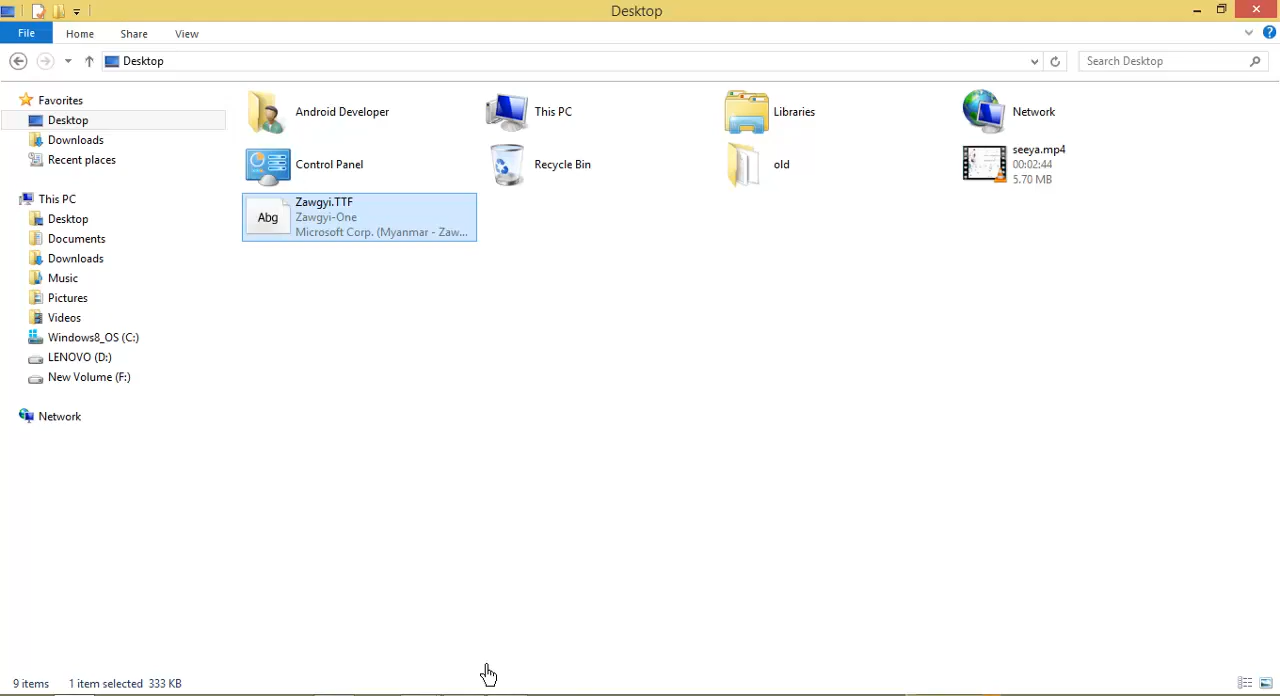 Desktop
File Home Share View
Desktop
Search Desktop
Favorites
Desktop
Downloads
Recent places
This PC
Desktop
Documents
Downloads
Music
Pictures
Videos
Windows8_OS (C:)
LENOVO (D:)
New Volume (F:)
Network
Android Developer
This PC
Libraries
Network
Control Panel
Recycle Bin
old
seeya.mp4
00:02:44
5.70 MB
Abg
Zawgyi.TTF
Zawgyi-One
Microsoft Corp. (Myanmar - Zaw...
9 items 1 item selected 333 KB